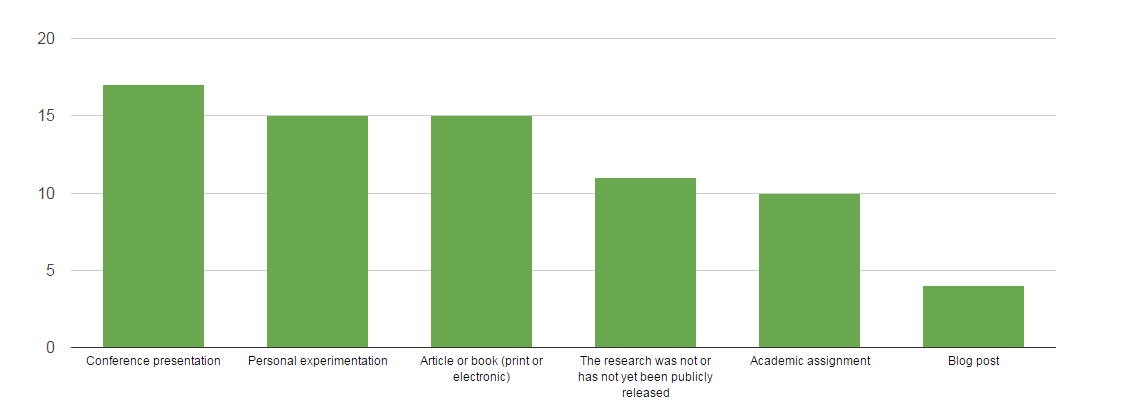 20
15
10
5
0
Conference presentation
Personal experimentation
Article or book (print or
electronic)
The research was not or
has not yet been publicly
released
Academic assignment
Blog post